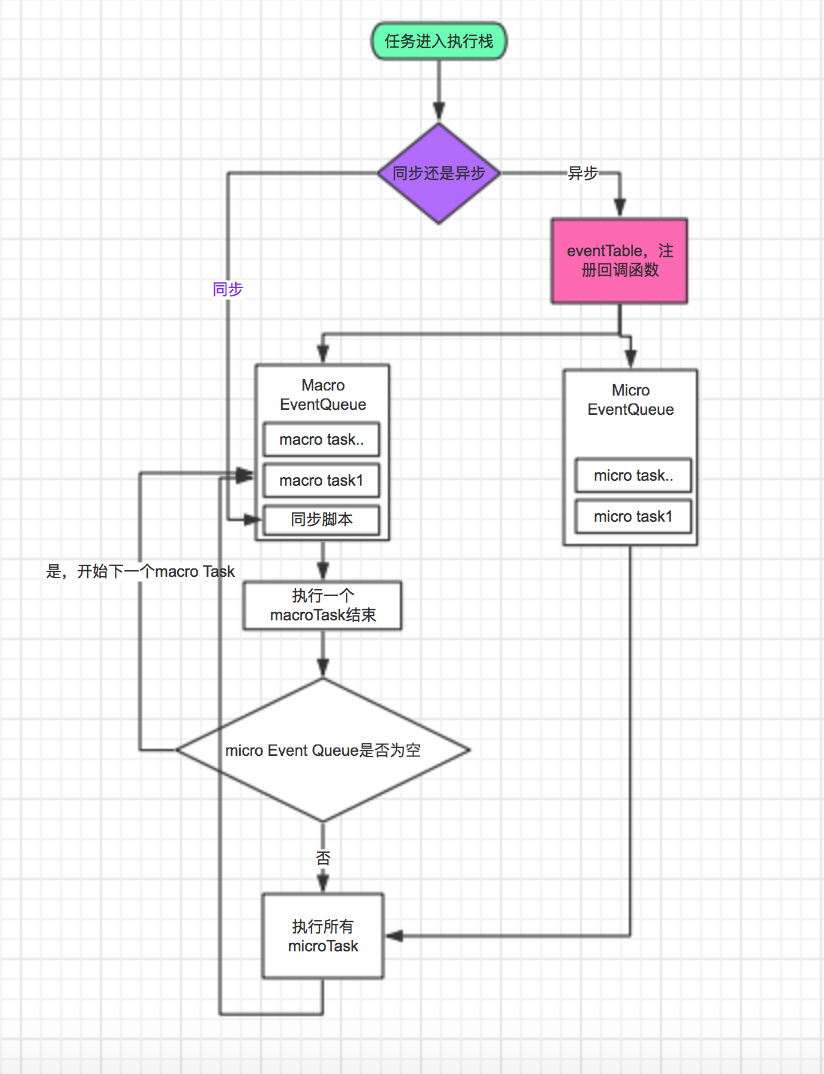 任务进入执行栈
同步还是异步
异步
eventTable，注
册回调函数
同步
Macro
EventQueue
macro task..
macro task1
同步脚本
Micro
EventQueue
micro task..
micro task1
是，开始下一个macro Task
执行一个
macroTask结束
micro Event Queue是否为空
否
执行所有
microTask